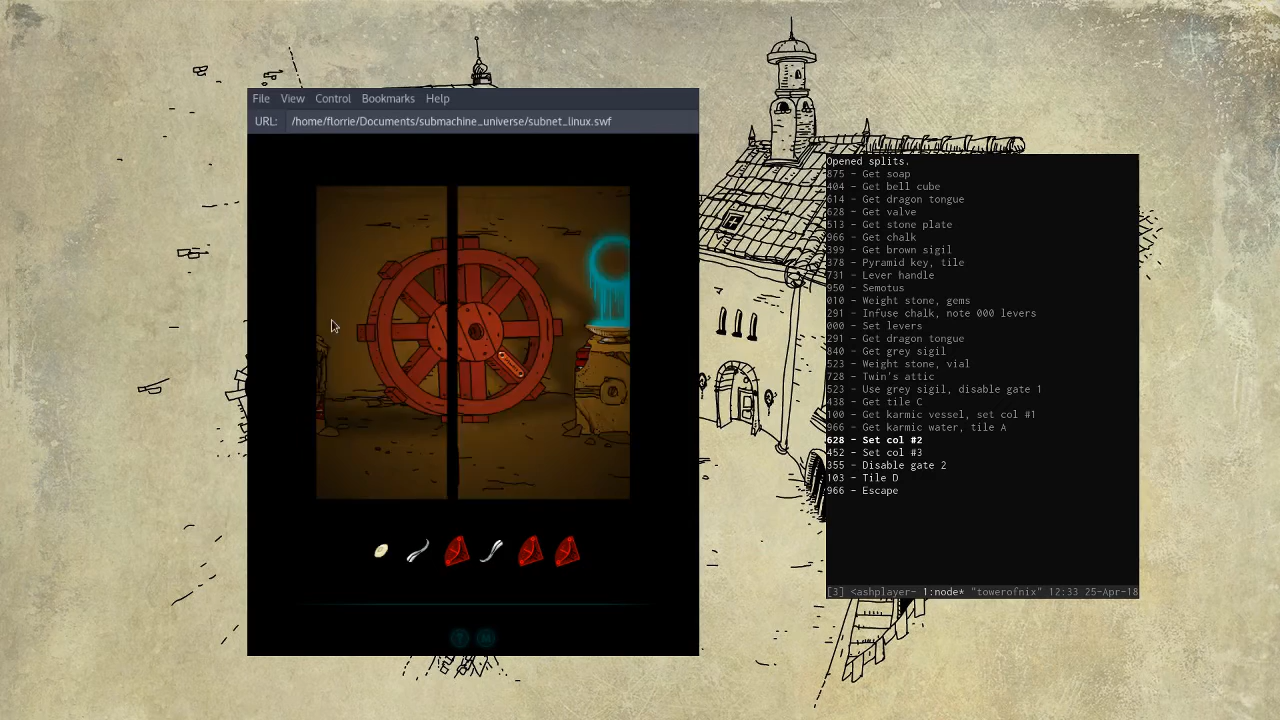 File View Control Bookmarks Help
URL: /home/florrie/Documents/submachine_universe/subnet_linux.swf
Opened splits.
875 - Get soap
404 - Get bell cube
614 - Get dragon tongue
628 - Get valve
513 - Get stone plate
966 - Get chalk
399 - Get brown sigil
378 - Pyramid key, tile
731 - Lever handle
950 - Semotus
010 - Weight stone, gems
291 - Infuse chalk, note 000 levers
000 - Set levers
291 - Get dragon tongue
840 - Get grey sigil
523 - Weight stone, vial
728 - Twin's attic
523 - Use grey sigil, disable gate 1
438 - Get tile C
100 - Get karmic vessel, set col #1
966 - Get karmic water, tile A
628 - Set col #2
452 - Set col #3
355 - Disable gate 2
103 - Tile D
966 - Escape
[3] <ashplayer- 1:node* "towerofnix" 12:33 25-Apr-18